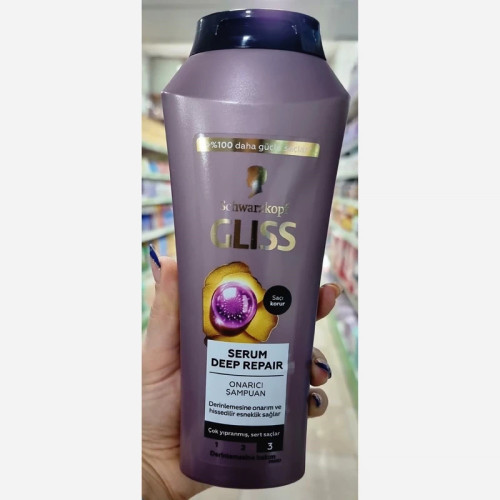 %100 daha güçlü
Schwarzkopf
GLISS
Saçı
korur
SERUM
DEEP REPAIR
ONARICI
ŞAMPUAN
Derinlemesine onarım ve
hissedilir esneklik sağlar
Çok yıpranmış, sert saçlar
1 2 3